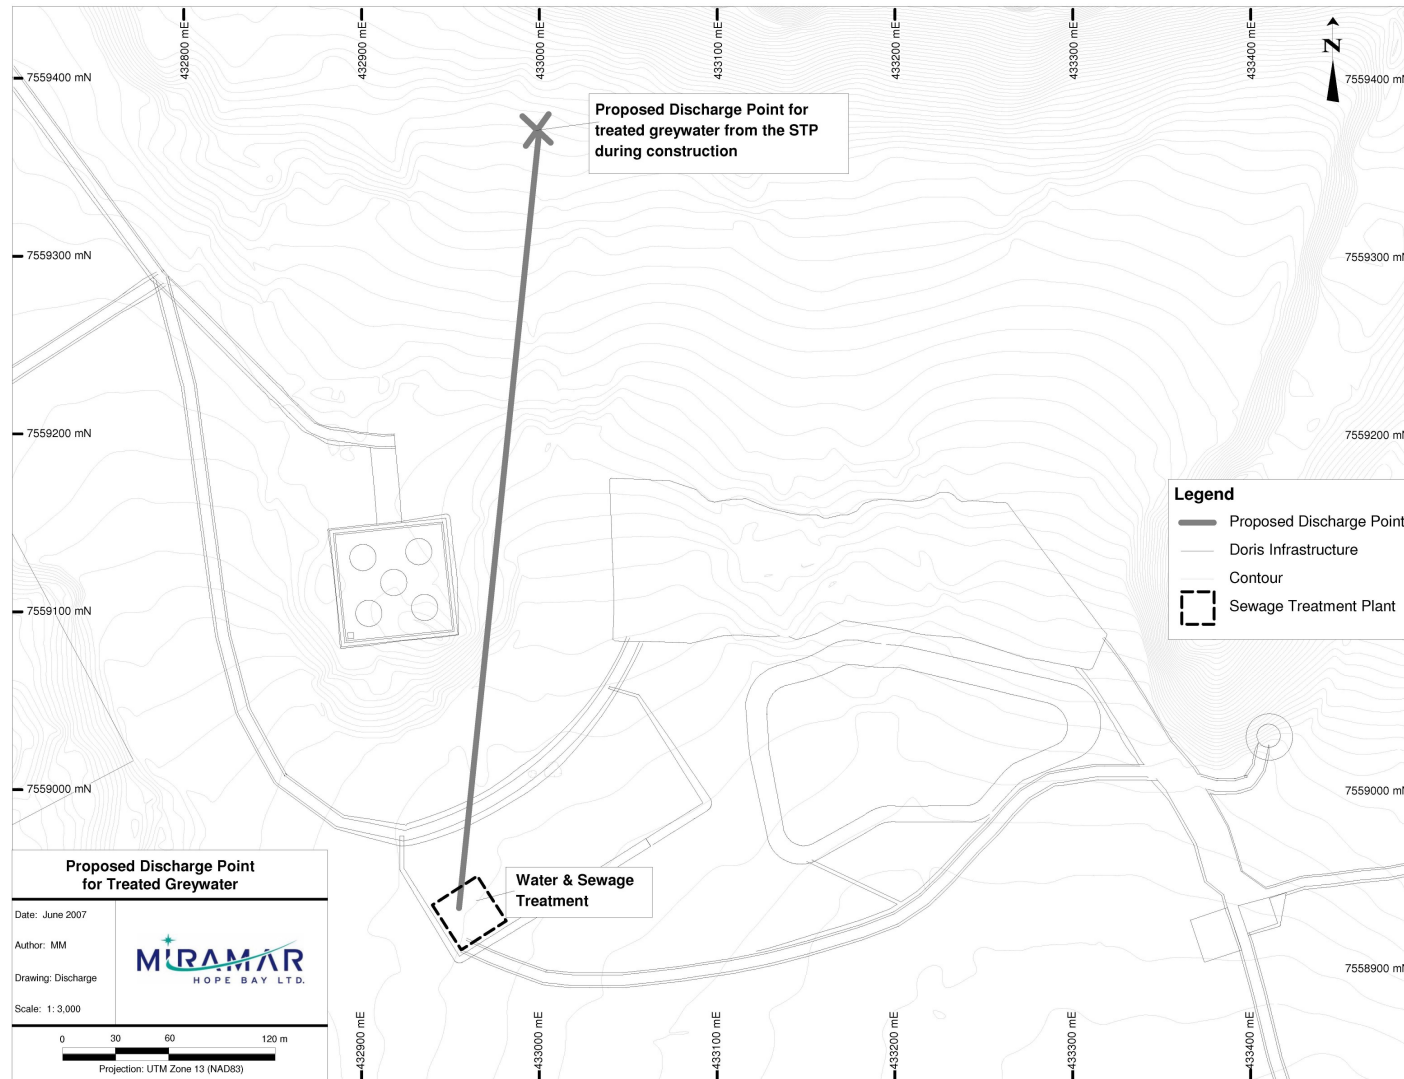 432800 mE
432900 mE
433000 mE
433100 mE
433200 mE
433300 mE
433400 mE
N
7559400 mN
7559400 mN
Proposed Discharge Point for
treated greywater from the STP
during construction
7559300 mN
7559300 mN
7559200 mN
7559200 mN
Legend
Proposed Discharge Point
Doris Infrastructure
Contour
Sewage Treatment Plant
7559100 mN
7559000 mN
7559000 mN
Water & Sewage
Treatment
Proposed Discharge Point
for Treated Greywater
Date: June 2007
Author: MM
Drawing: Discharge
Scale: 1: 3,000
MIRAMAR
HOPE BAY LTD.
7558900 mN
0 30 60 120 m
Projection: UTM Zone 13 (NAD83)
432900 mE
433000 mE
433100 mE
433200 mE
433300 mE
433400 mE